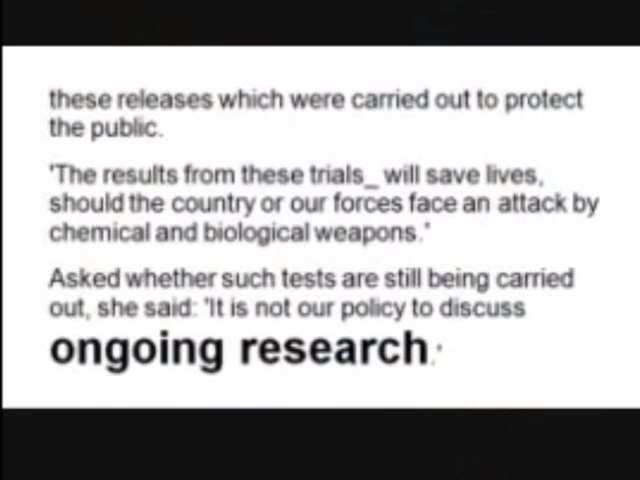 these releases which were carried out to protect
the public.
'The results from these trials_ will save lives,
should the country or our forces face an attack by
chemical and biological weapons.'
Asked whether such tests are still being carried
out, she said: 'It is not our policy to discuss
ongoing research.'